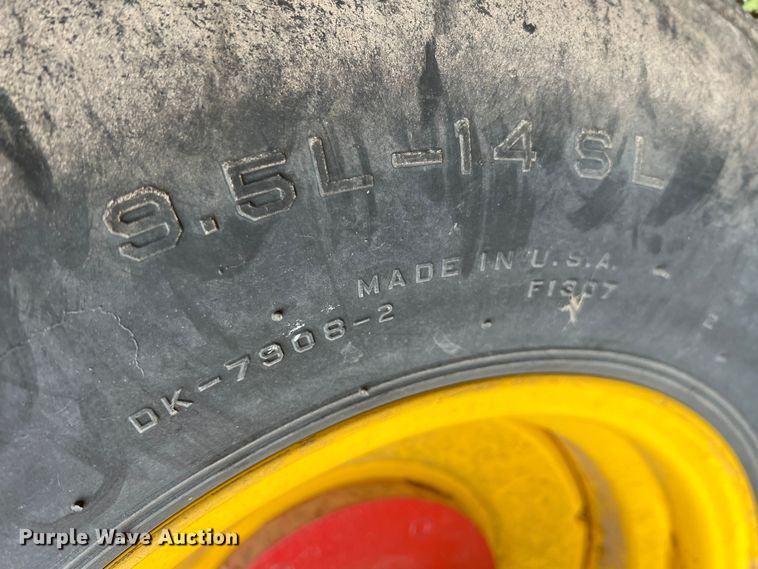 9.5L-14 SL
MADE IN U.S.A.
F1307
DK-7908-2
Purple Wave Auction